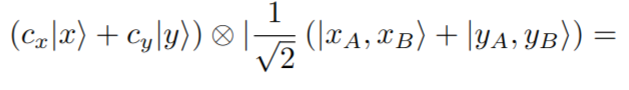 (c_x|x⟩ + c_y|y⟩) ⊗ |1/√2 (|x_A, x_B⟩ + |y_A, y_B⟩) =